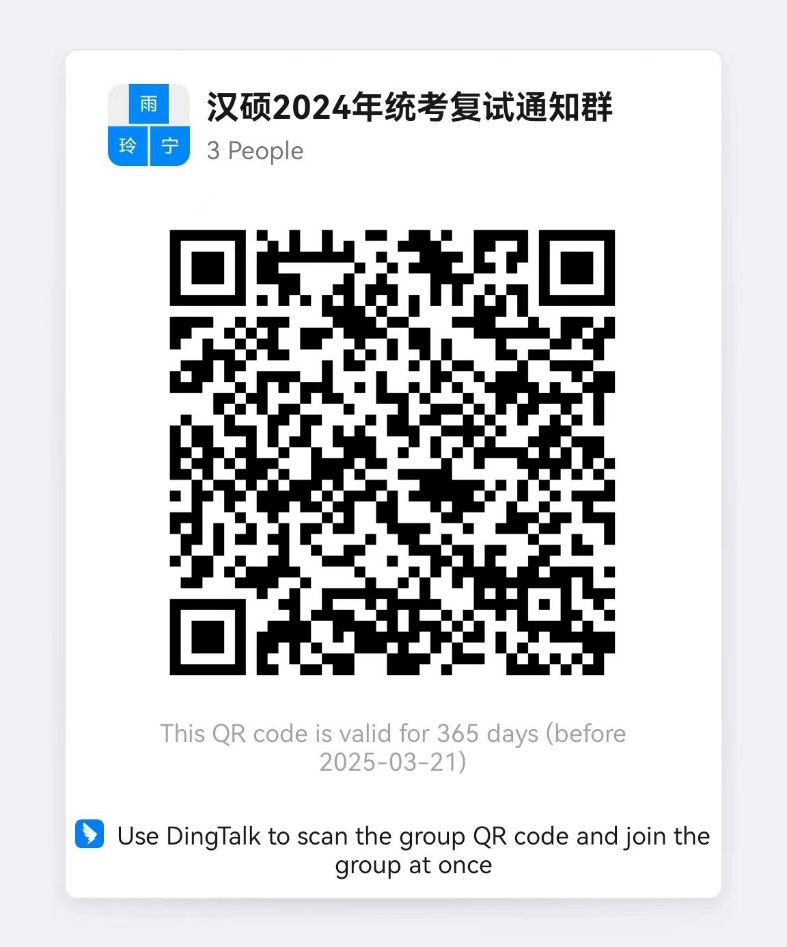 雨
玲 宁
汉硕2024年统考复试通知群
3 People
This QR code is valid for 365 days (before
2025-03-21)
Use DingTalk to scan the group QR code and join the
group at once